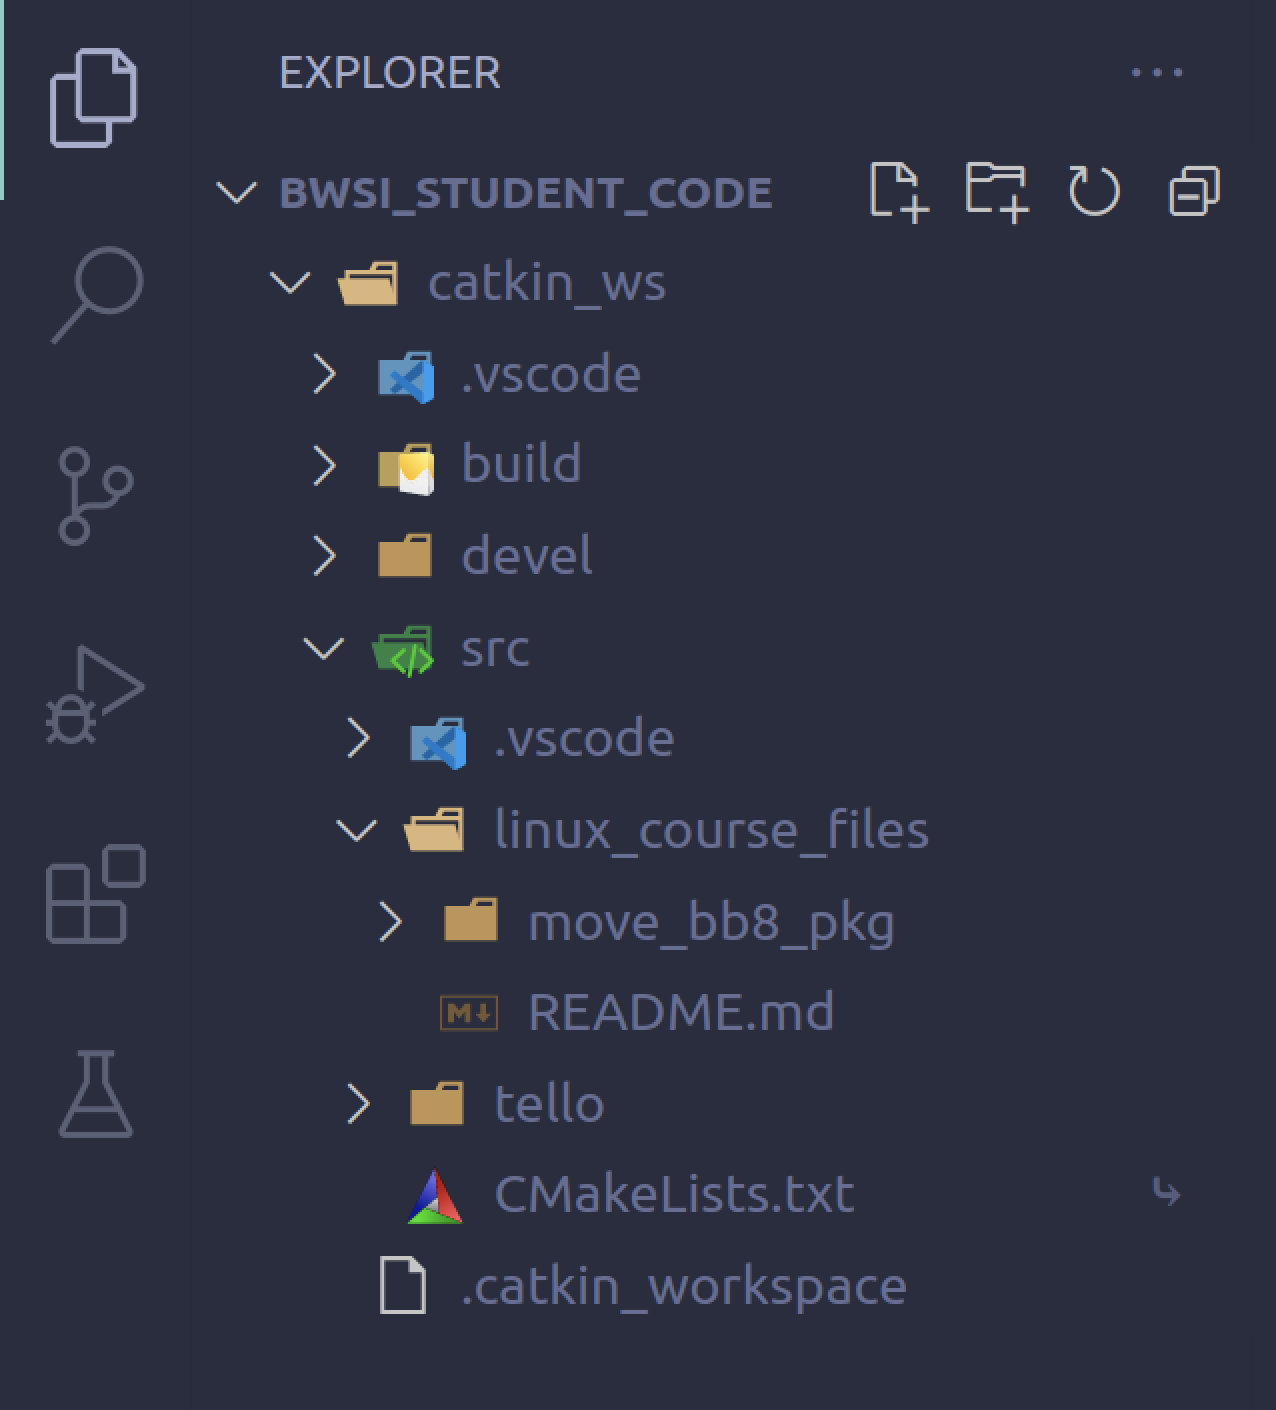 EXPLORER
BWSI_STUDENT_CODE
catkin_ws
.vscode
build
devel
src
.vscode
linux_course_files
move_bb8_pkg
README.md
tello
CMakeLists.txt
.catkin_workspace